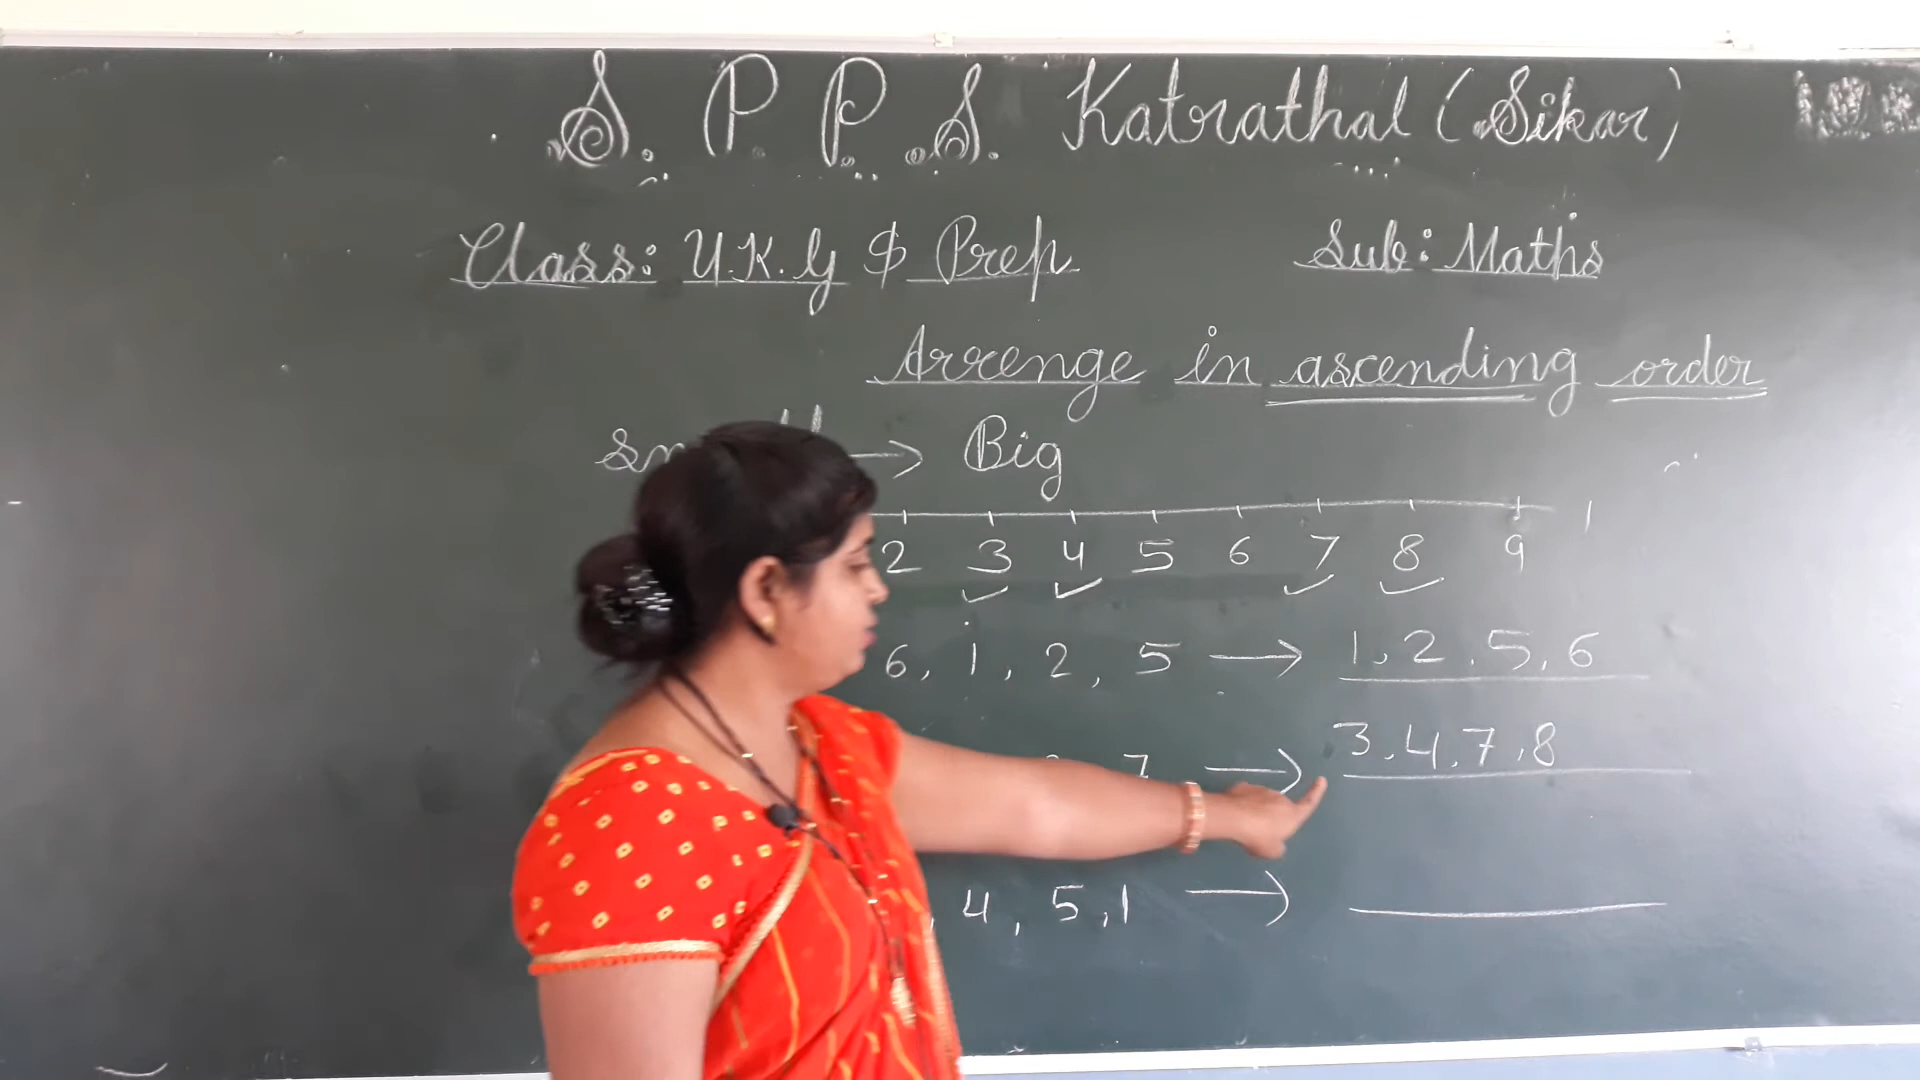 S. P. P. S. Katrathal (Sikar)
Class: U.K.G & Prep Sub: Maths
Arrenge in ascending order
→ Big
2 3 4 5 6 7 8 9
6, 1, 2, 5 → 1, 2, 5, 6
7 → 3, 4, 7, 8
, 4, 5, 1 →